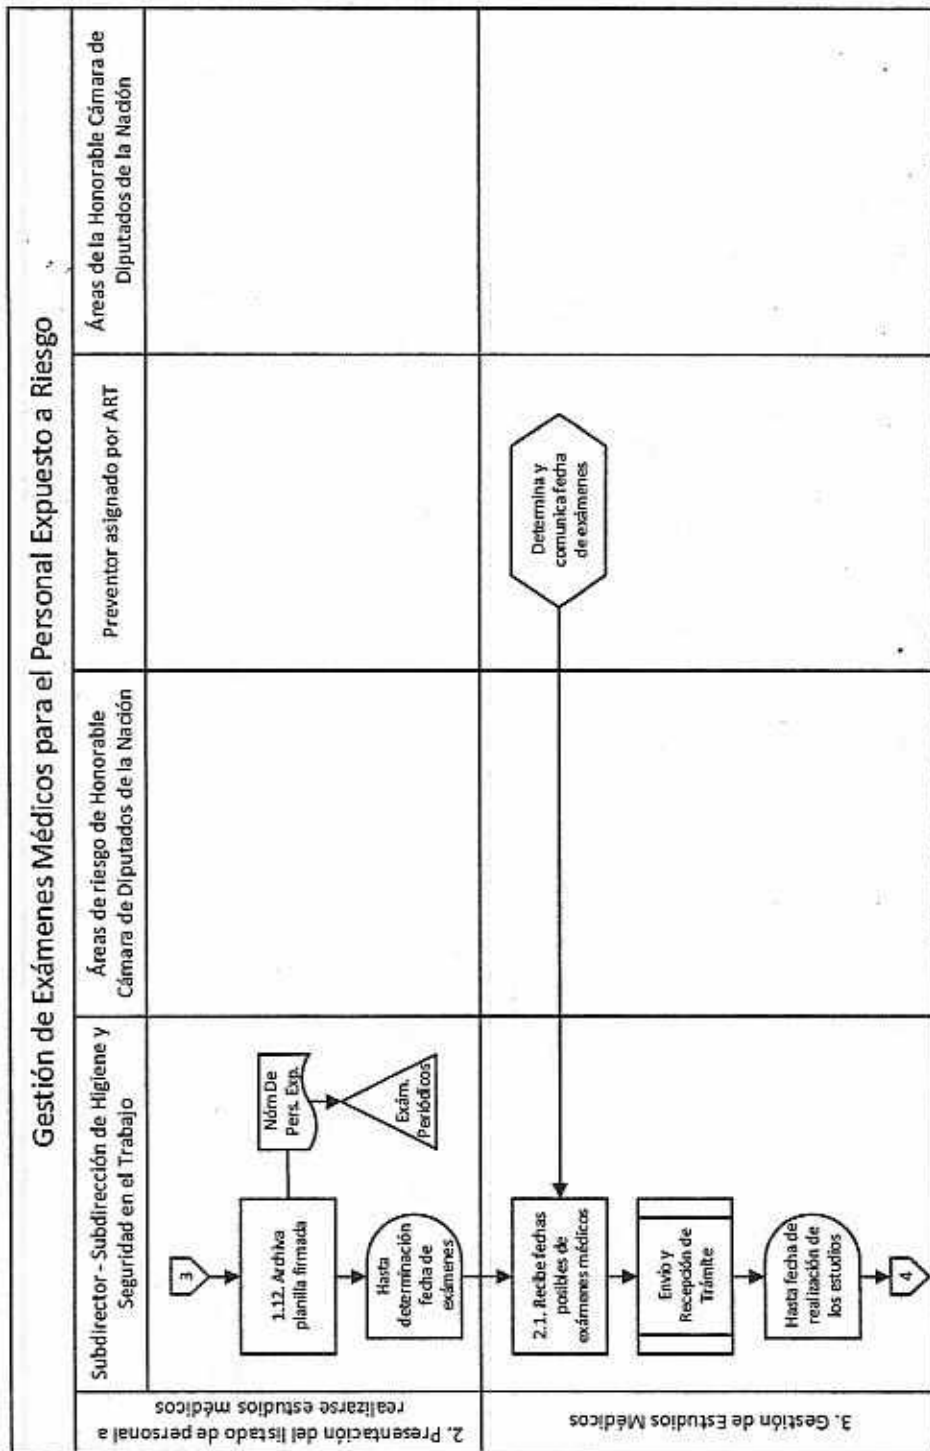 Gestión de Exámenes Médicos para el Personal Expuesto a Riesgo
Subdirector - Subdirección de Higiene y
Seguridad en el Trabajo
Áreas de riesgo de Honorable
Cámara de Diputados de la Nación
Preventor asignado por ART
Áreas de la Honorable Cámara de
Diputados de la Nación
2. Presentación del listado de personal a
realizarse estudios médicos
3
1.12. Archiva
planilla firmada
Nóm De
Pers. Exp.
Exám.
Periódicos
Hasta
determinación
fecha de
exámenes
3. Gestión de Estudios Médicos
2.1. Recibe fechas
posibles de
exámenes médicos
Determina y
comunica fecha
de exámenes
Envío y
Recepción de
Trámite
Hasta fecha de
realización de
los estudios
4